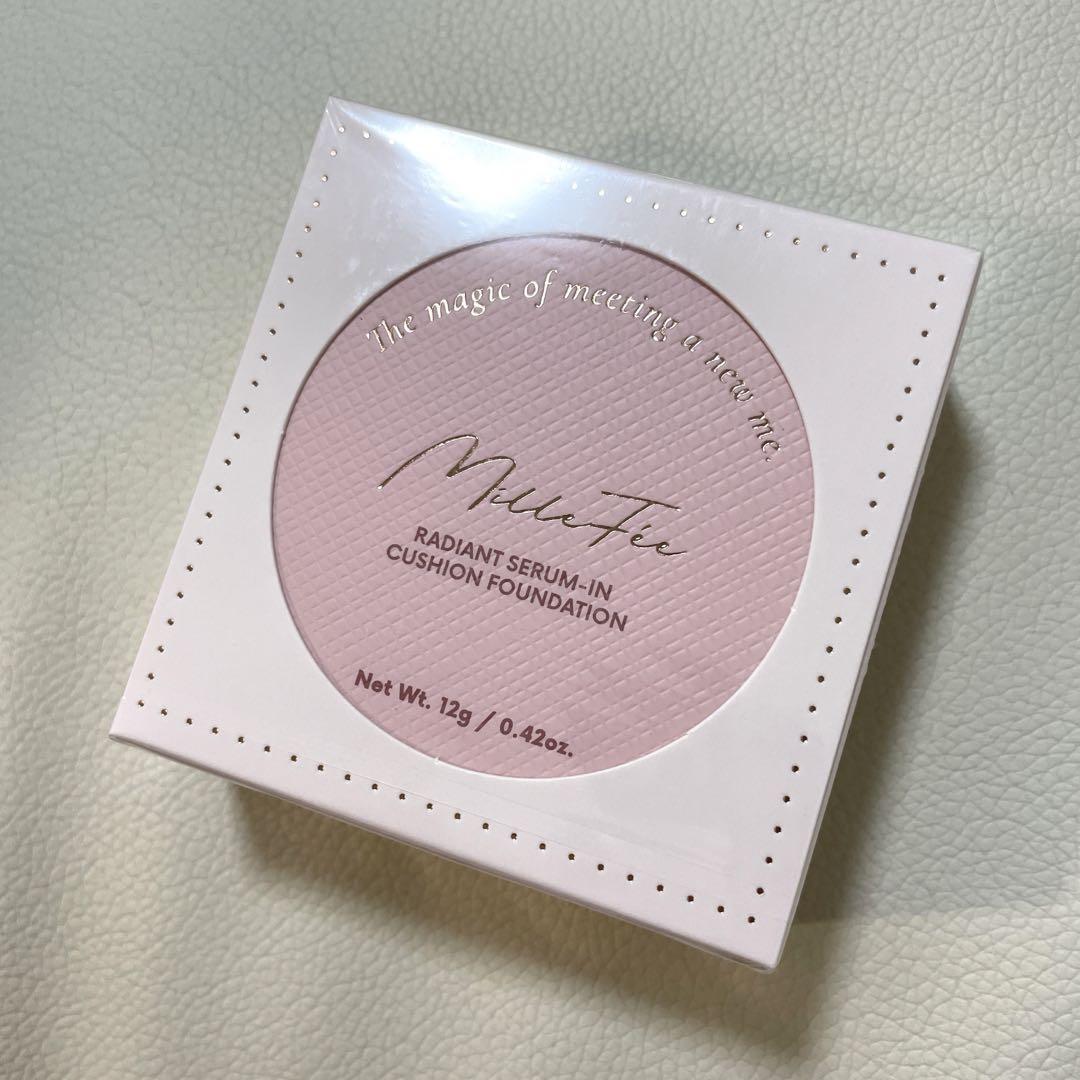 The magic of meeting a new me.
MilleFée
RADIANT SERUM-IN
CUSHION FOUNDATION
Net Wt. 12g / 0.42oz.